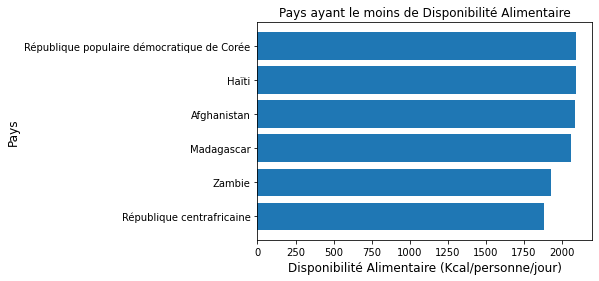 Pays ayant le moins de Disponibilité Alimentaire
Pays
République populaire démocratique de Corée
Haïti
Afghanistan
Madagascar
Zambie
République centrafricaine
0 250 500 750 1000 1250 1500 1750 2000
Disponibilité Alimentaire (Kcal/personne/jour)